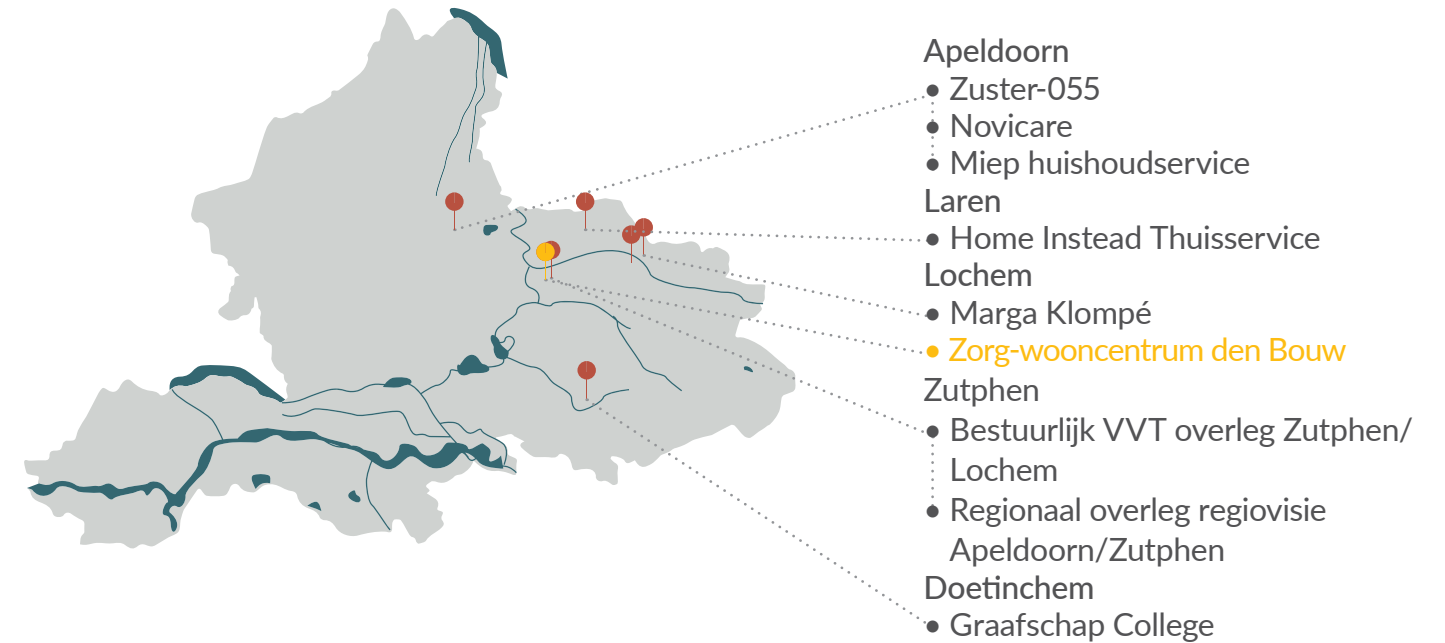 Apeldoorn
• Zuster-055
• Novicare
• Miep huishoudservice
Laren
• Home Instead Thuisservice
Lochem
• Marga Klompé
• Zorg-wooncentrum den Bouw
Zutphen
• Bestuurlijk VVT overleg Zutphen/
Lochem
• Regionaal overleg regiovisie
Apeldoorn/Zutphen
Doetinchem
• Graafschap College